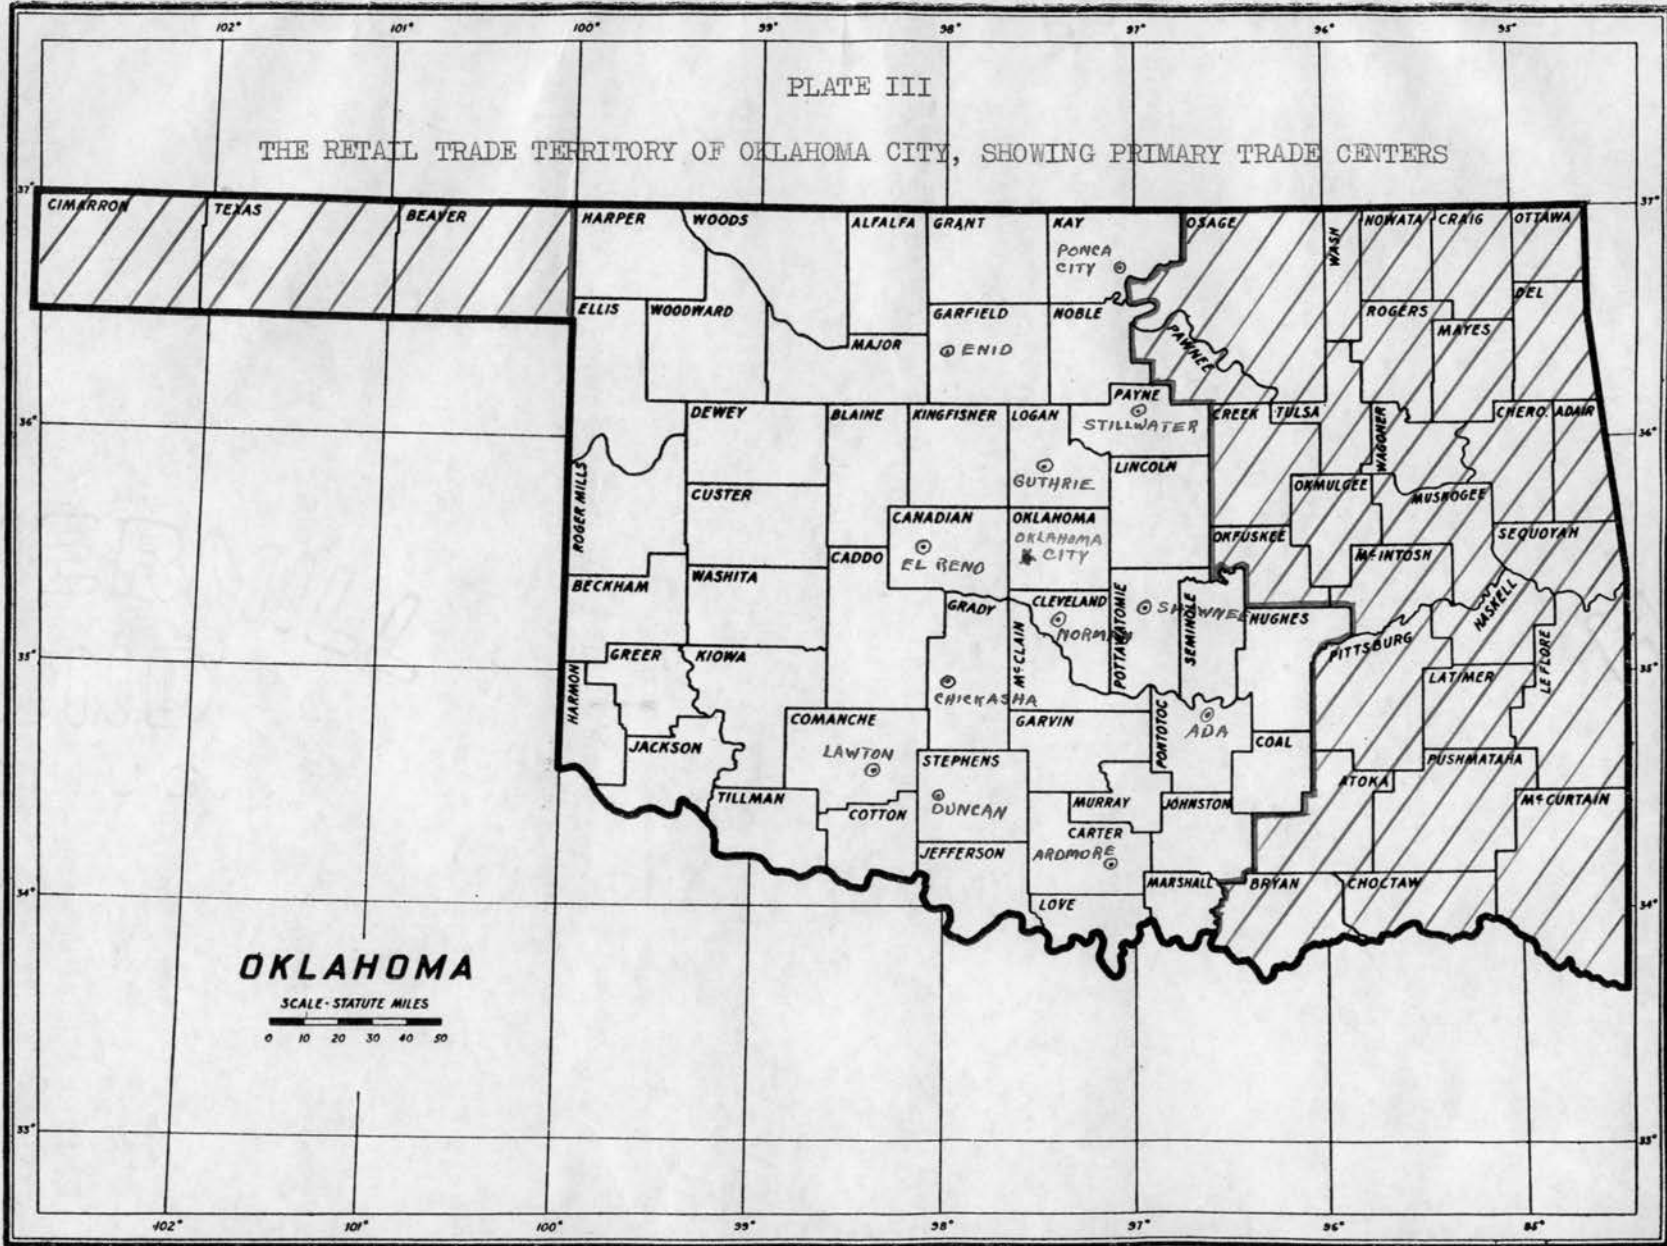 102° 101° 100° 99° 98° 97° 96° 95°
PLATE III
THE RETAIL TRADE TERRITORY OF OKLAHOMA CITY, SHOWING PRIMARY TRADE CENTERS
37° 37°
CIMARRON TEXAS BEAVER HARPER WOODS ALFALFA GRANT KAY OSAGE WASH NOWATA CRAIG OTTAWA
PONCA
CITY
DEL
ELLIS WOODWARD GARFIELD NOBLE ROGERS
MAYES
MAJOR ENID PAWNEE
PAYNE
36° DEWEY BLAINE KINGFISHER LOGAN CREEK TULSA CHERO. ADAIR
STILLWATER WAGONER 36°
LINCOLN
GUTHRIE OKMULGEE
ROGER MILLS CUSTER MUSKOGEE
CANADIAN OKLAHOMA
OKLAHOMA
CITY
OKFUSKEE SEQUOYAH
CADDO EL RENO McINTOSH
BECKHAM WASHITA
GRADY CLEVELAND SHAWNEE HUGHES HASKELL
NORMAN POTTAWATOMIE SEMINOLE
35° GREER KIOWA McCLAIN PITTSBURG LE FLORE 35°
HARMON CHICKASHA LATIMER
COMANCHE GARVIN PONTOTOC ADA
JACKSON LAWTON COAL
STEPHENS PUSHMATAHA
ATOKA
TILLMAN MURRAY JOHNSTON McCURTAIN
COTTON DUNCAN
CARTER
JEFFERSON ARDMORE
MARSHALL BRYAN CHOCTAW
34° LOVE 34°
OKLAHOMA
SCALE-STATUTE MILES
0 10 20 30 40 50
33° 33°
102° 101° 100° 99° 98° 97° 96° 95°